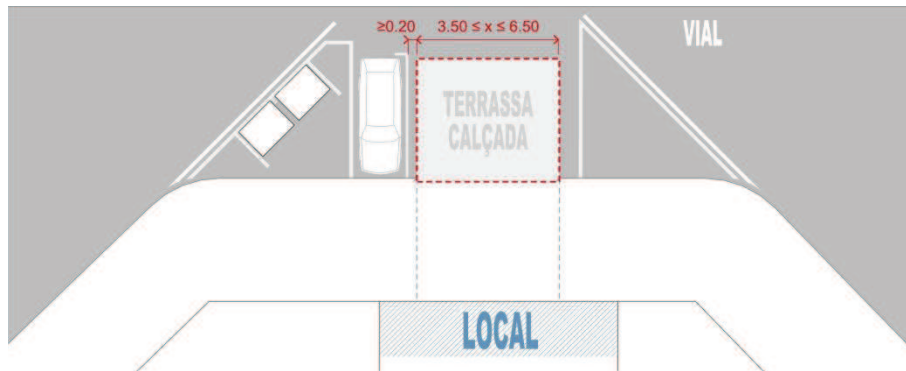 ≥0.20 3.50 ≤ x ≤ 6.50
VIAL
TERRASSA
CALÇADA
LOCAL